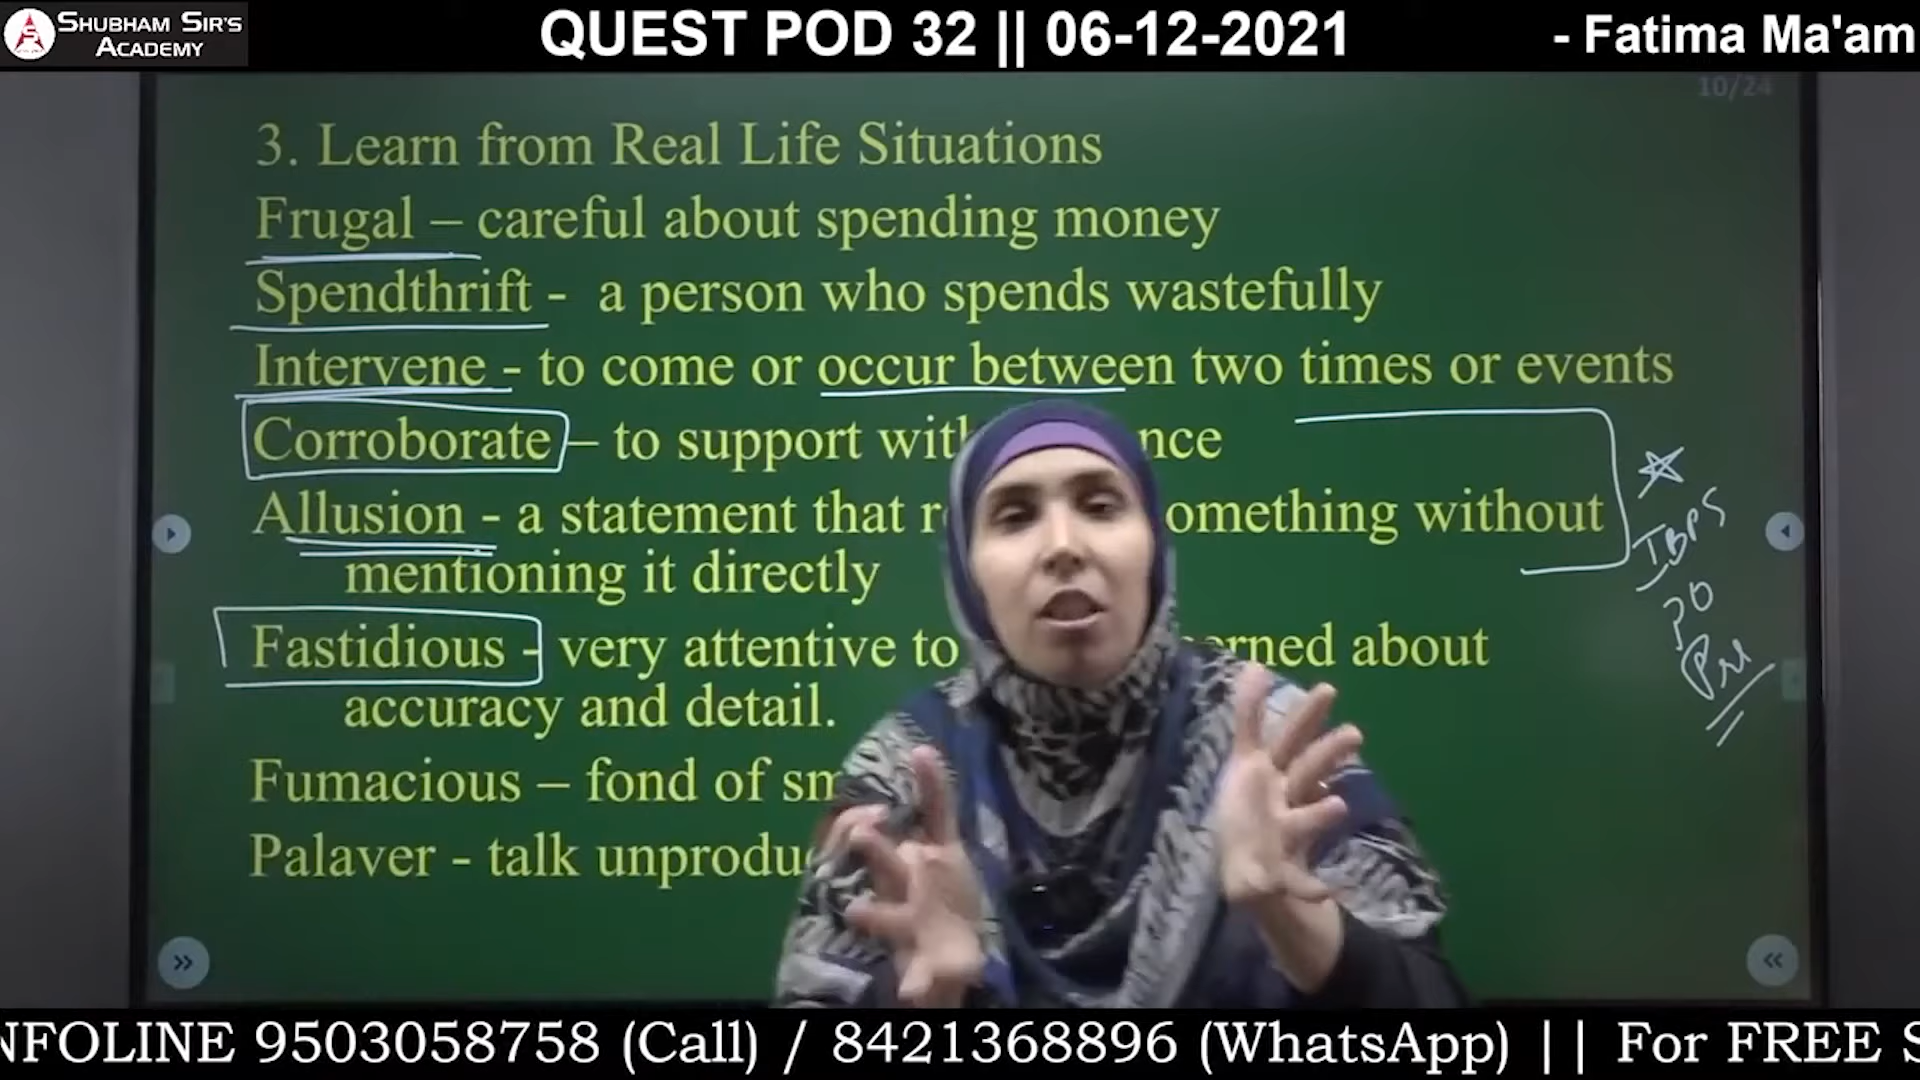 SHUBHAM SIR'S
ACADEMY
QUEST POD 32 || 06-12-2021
- Fatima Ma'am
10/24
3. Learn from Real Life Situations
Frugal – careful about spending money
Spendthrift - a person who spends wastefully
Intervene - to come or occur between two times or events
Corroborate – to support wit nce
Allusion - a statement that r omething without
mentioning it directly
Fastidious - very attentive to erned about
accuracy and detail.
Fumacious – fond of sm
Palaver - talk unprodu
IBPS
Pre
NFOLINE 9503058758 (Call) / 8421368896 (WhatsApp) || For FREE S